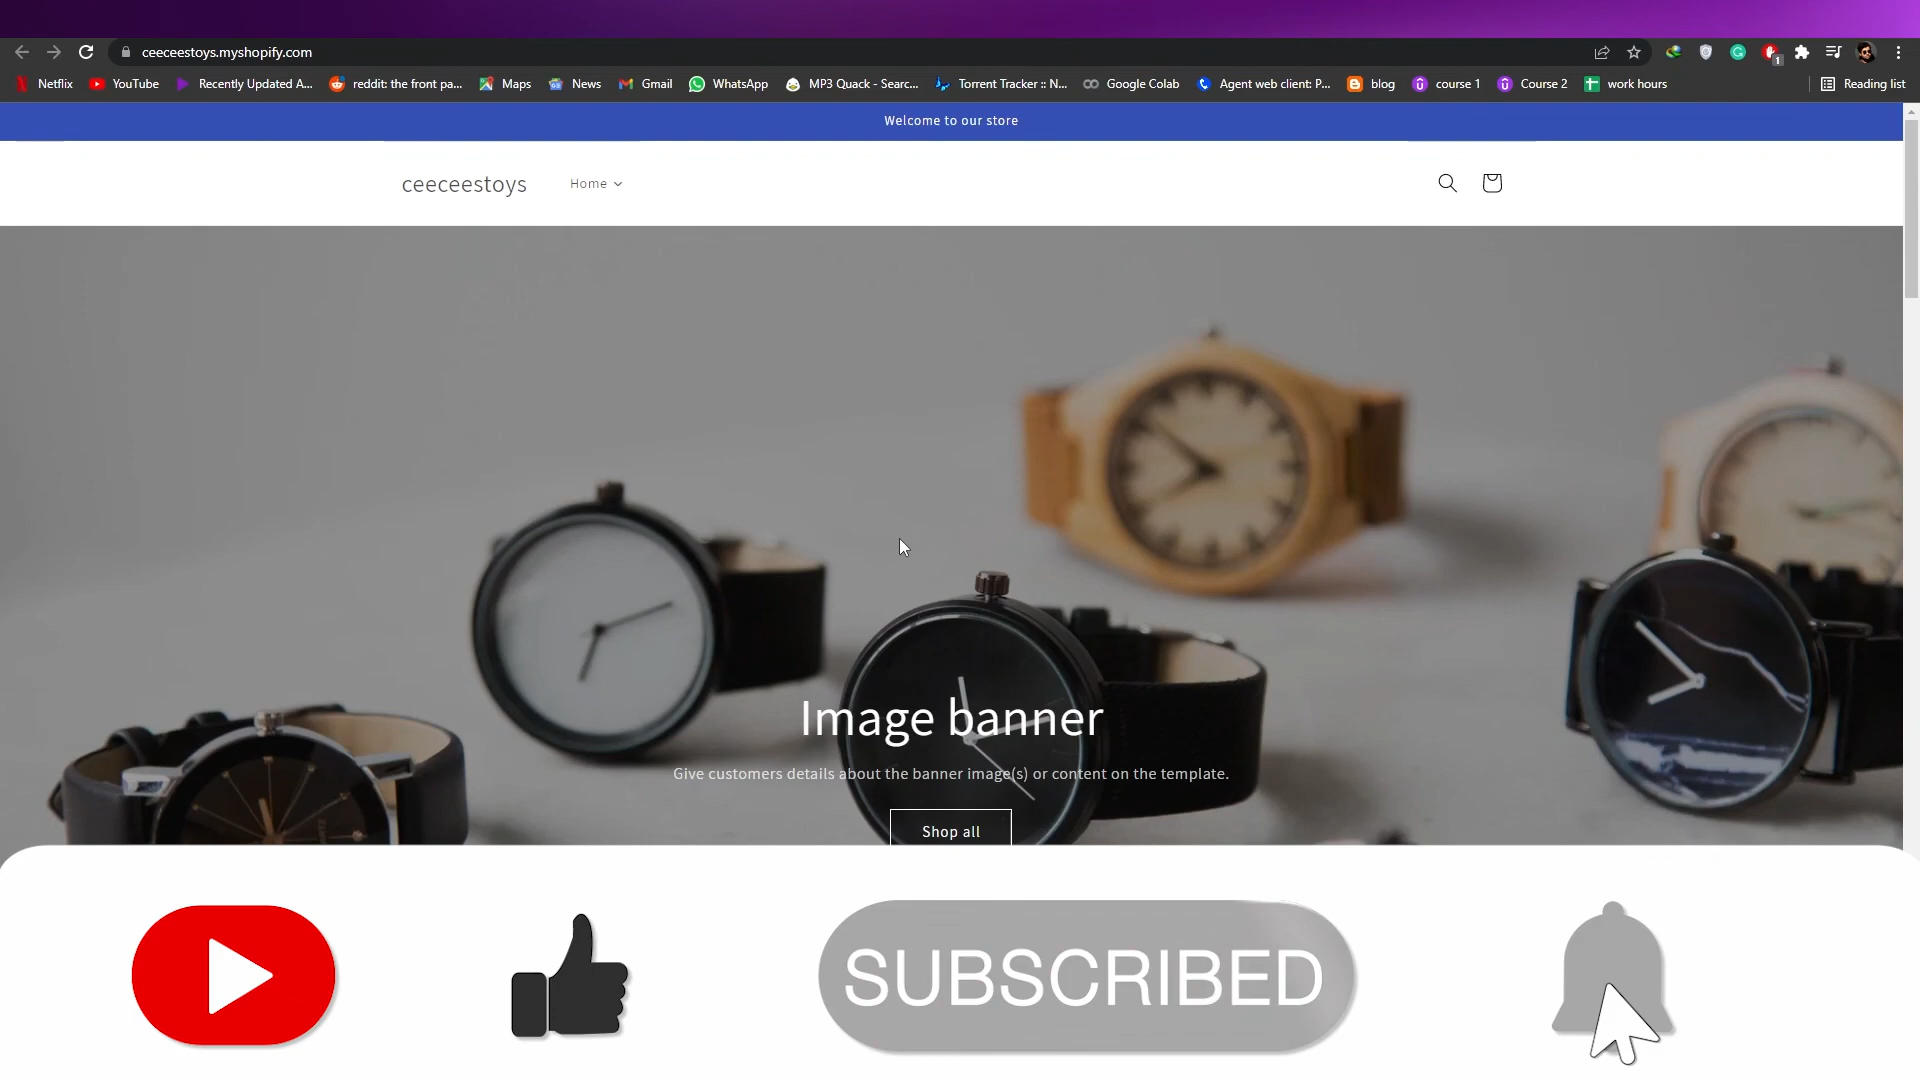 ceeceestoys.myshopify.com
1
Netflix YouTube Recently Updated A... reddit: the front pa... Maps News Gmail WhatsApp MP3 Quack - Searc... Torrent Tracker :: N... Google Colab Agent web client: P... blog course 1 Course 2 work hours Reading list
Welcome to our store
ceeceestoys Home
Image banner
Give customers details about the banner image(s) or content on the template.
Shop all
SUBSCRIBED